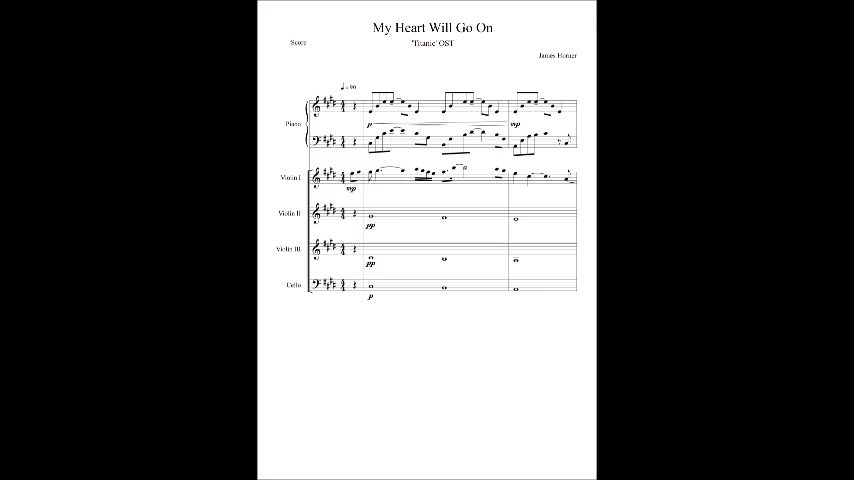 My Heart Will Go On
Score
'Titanic' OST
James Horner
♩=90
Piano
p
mp
Violin I
mp
Violin II
pp
Violin III
pp
Cello
p